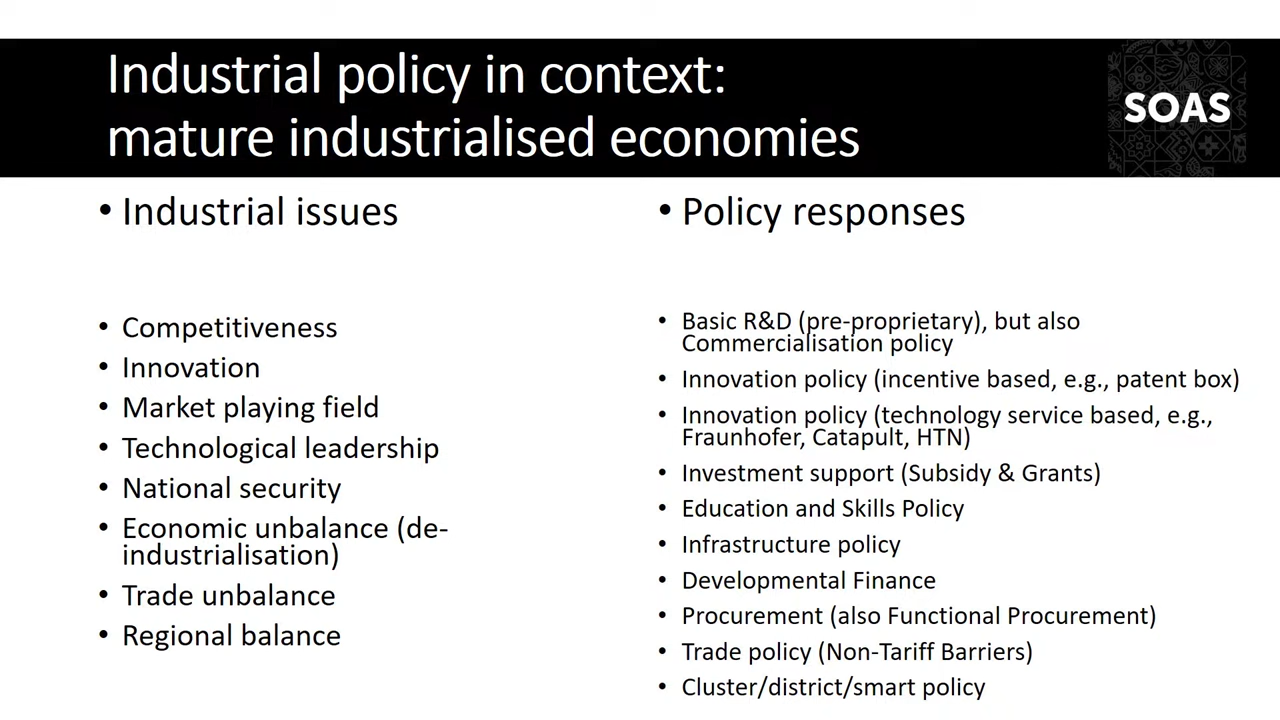 Industrial policy in context:
mature industrialised economies
SOAS
• Industrial issues
• Competitiveness
• Innovation
• Market playing field
• Technological leadership
• National security
• Economic unbalance (de-
industrialisation)
• Trade unbalance
• Regional balance
• Policy responses
• Basic R&D (pre-proprietary), but also
Commercialisation policy
• Innovation policy (incentive based, e.g., patent box)
• Innovation policy (technology service based, e.g.,
Fraunhofer, Catapult, HTN)
• Investment support (Subsidy & Grants)
• Education and Skills Policy
• Infrastructure policy
• Developmental Finance
• Procurement (also Functional Procurement)
• Trade policy (Non-Tariff Barriers)
• Cluster/district/smart policy